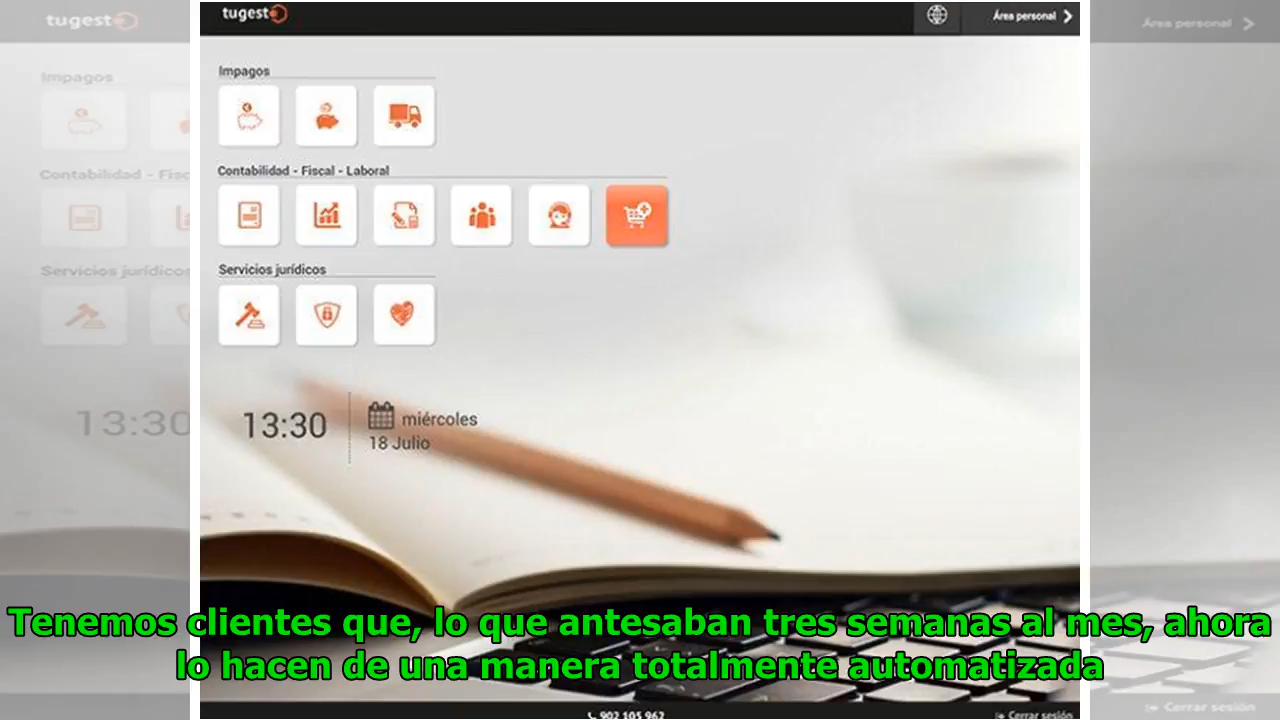 tugesto
Área personal
Impagos
Contabilidad - Fiscal - Laboral
Servicios jurídicos
13:30
miércoles
18 Julio
Tenemos clientes que, lo que antesaban tres semanas al mes, ahora
lo hacen de una manera totalmente automatizada
902 105 962
Cerrar sesión